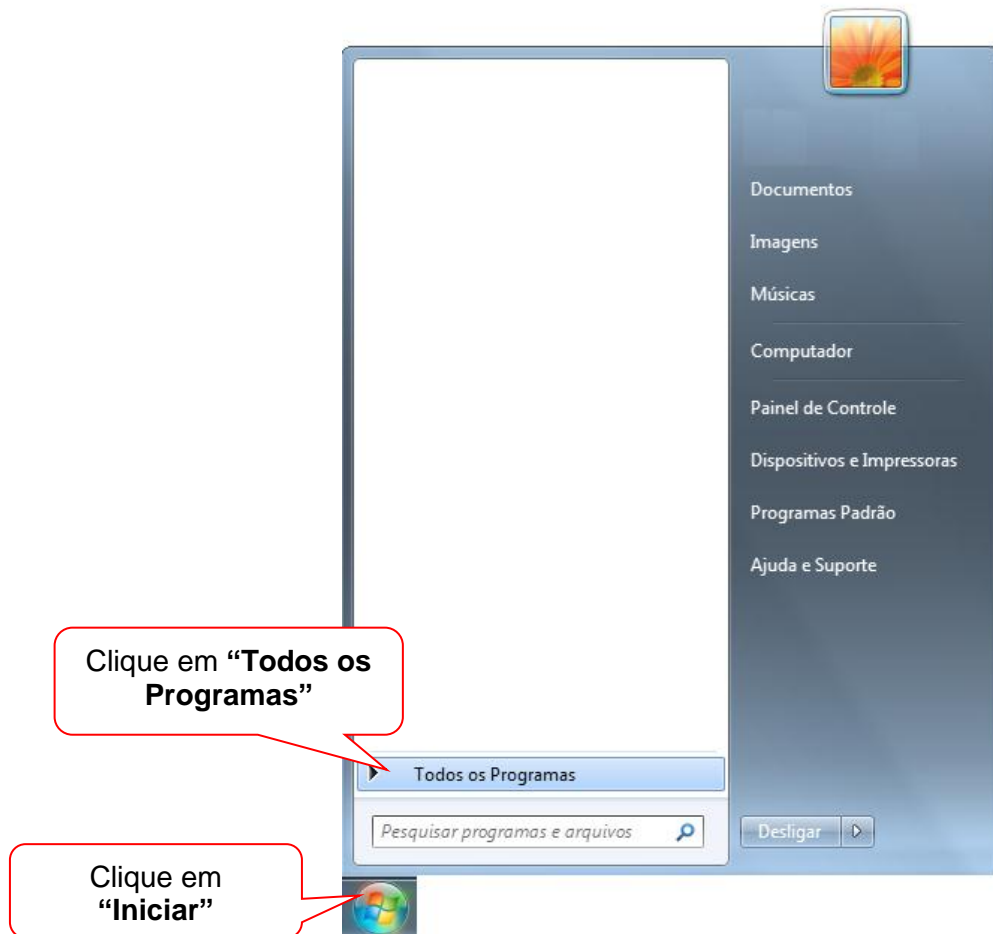 Documentos
Imagens
Músicas
Computador
Painel de Controle
Dispositivos e Impressoras
Programas Padrão
Ajuda e Suporte
Clique em “Todos os
Programas”
Todos os Programas
Pesquisar programas e arquivos
Desligar
Clique em
“Iniciar”